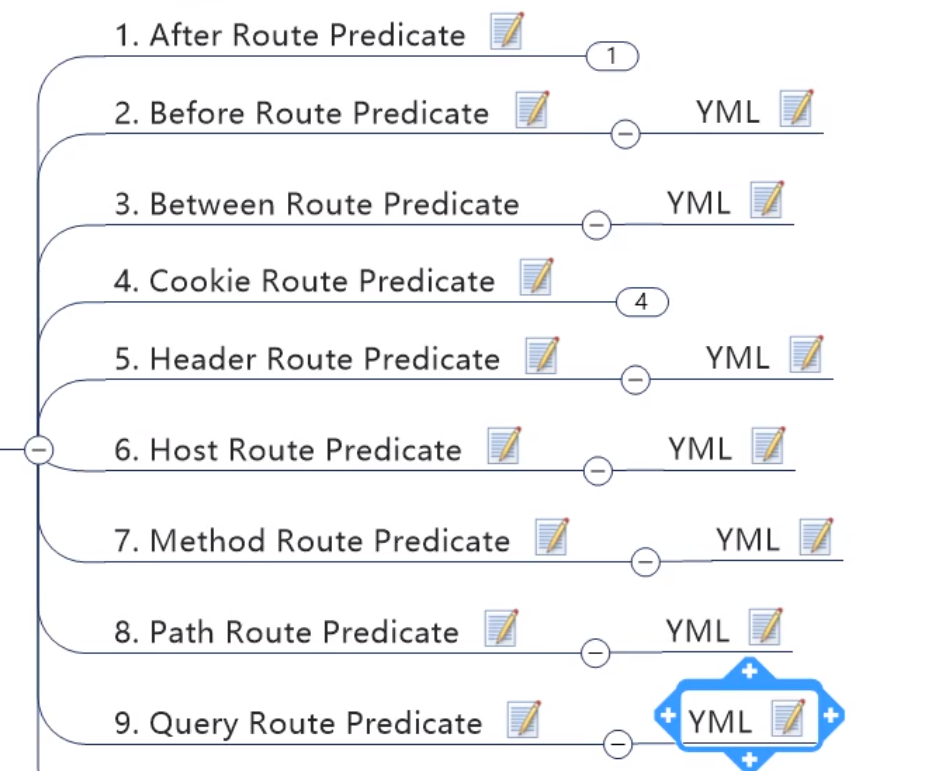 1. After Route Predicate
1
2. Before Route Predicate YML
3. Between Route Predicate YML
4. Cookie Route Predicate
4
5. Header Route Predicate YML
6. Host Route Predicate YML
7. Method Route Predicate YML
8. Path Route Predicate YML
9. Query Route Predicate YML